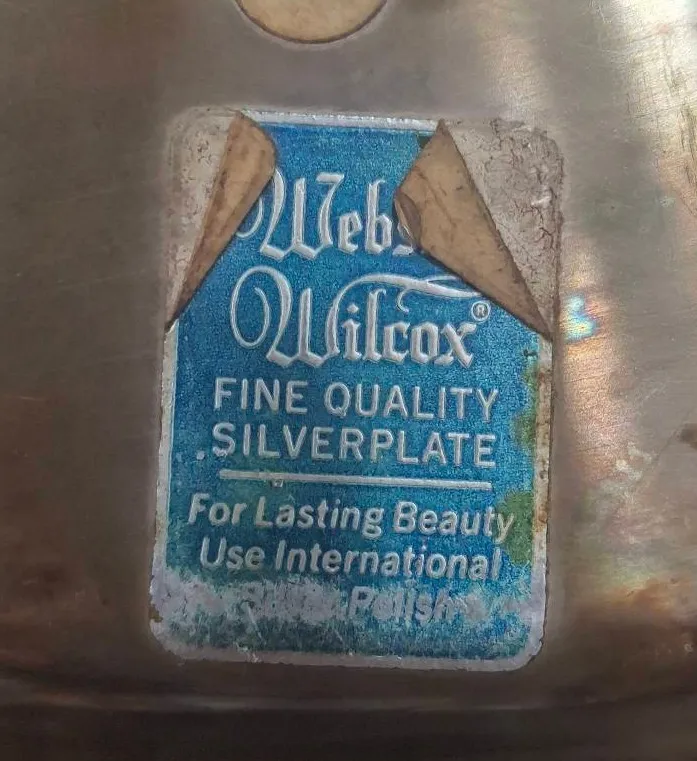 Webs
Wilcox®
FINE QUALITY
SILVERPLATE
For Lasting Beauty
Use International
Polish